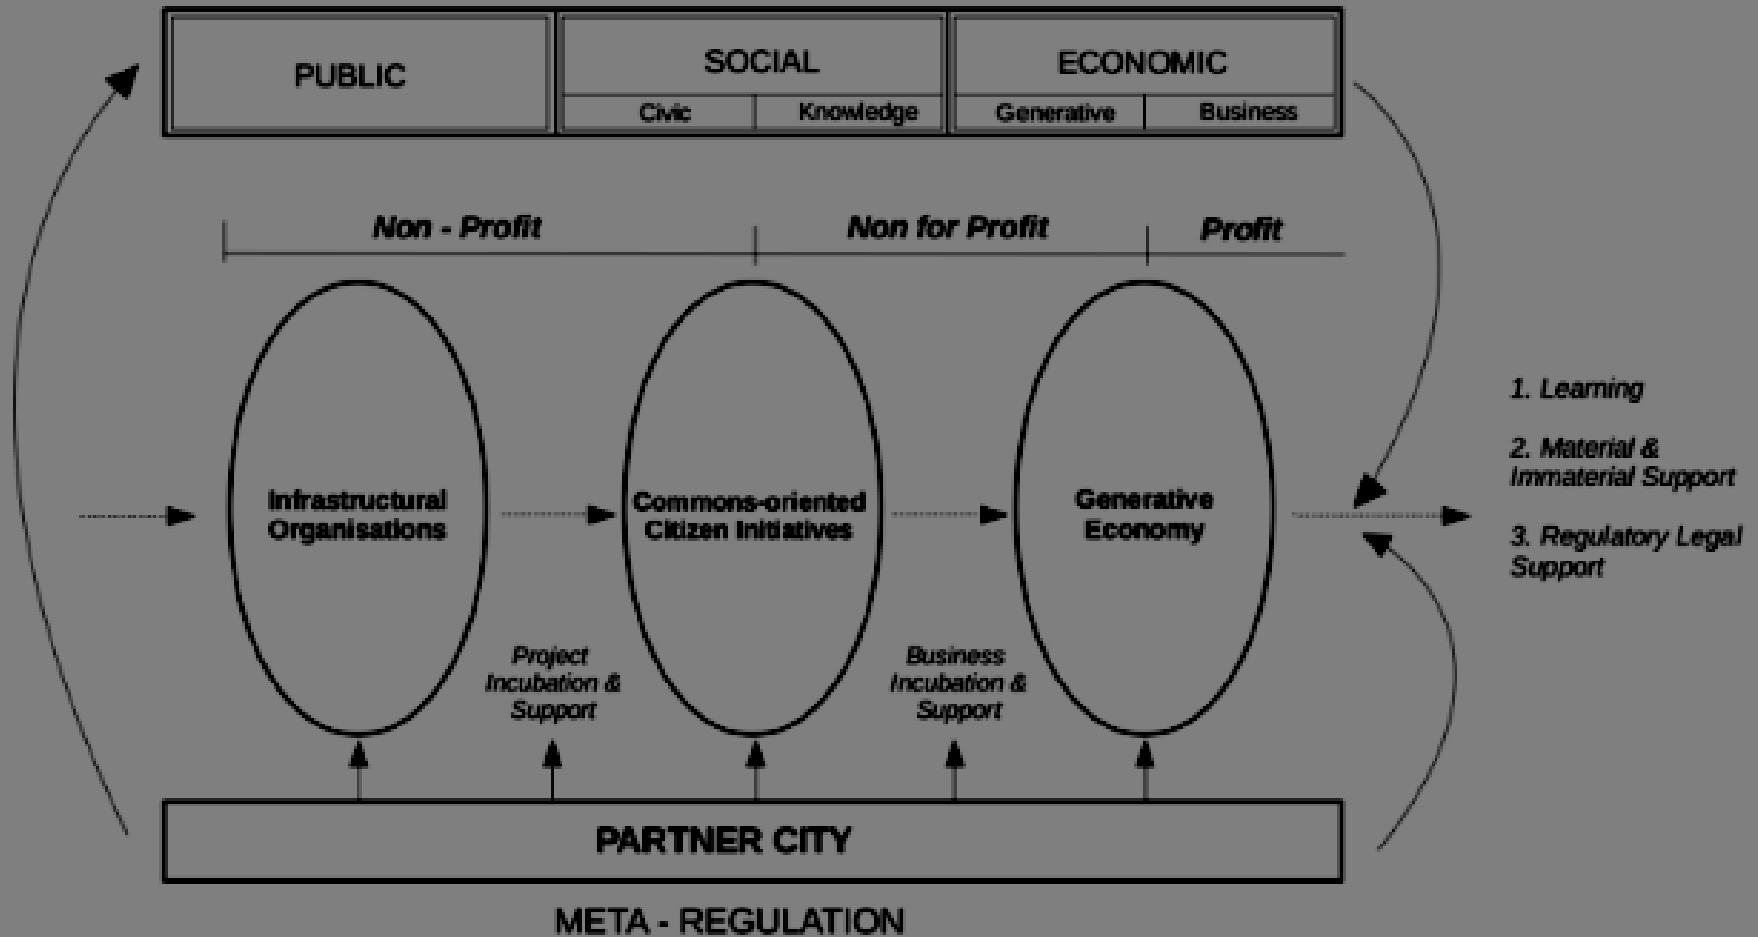 PUBLIC
SOCIAL
ECONOMIC
Civic
Knowledge
Generative
Business
Non - Profit
Non for Profit
Profit
Infrastructural
Organisations
Commons-oriented
Citizen Initiatives
Generative
Economy
1. Learning
2. Material &
Immaterial Support
3. Regulatory Legal
Support
Project
Incubation &
Support
Business
Incubation &
Support
PARTNER CITY
META - REGULATION